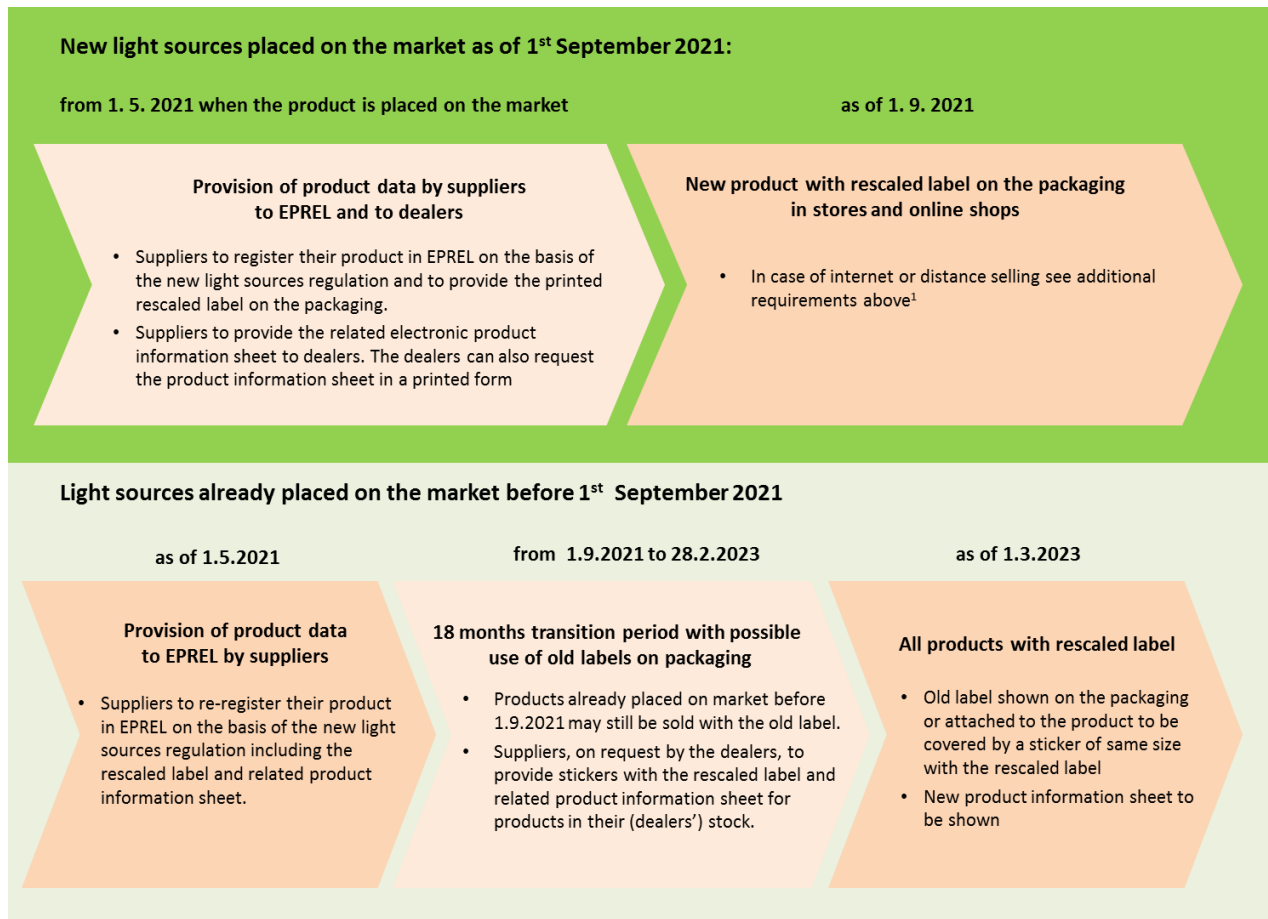 New light sources placed on the market as of 1st September 2021:
from 1. 5. 2021 when the product is placed on the market
as of 1. 9. 2021
Provision of product data by suppliers
to EPREL and to dealers
• Suppliers to register their product in EPREL on the basis of
the new light sources regulation and to provide the printed
rescaled label on the packaging.
• Suppliers to provide the related electronic product
information sheet to dealers. The dealers can also request
the product information sheet in a printed form
New product with rescaled label on the packaging
in stores and online shops
• In case of internet or distance selling see additional
requirements above1
Light sources already placed on the market before 1st September 2021
as of 1.5.2021
from 1.9.2021 to 28.2.2023
as of 1.3.2023
Provision of product data
to EPREL by suppliers
• Suppliers to re-register their product
in EPREL on the basis of the new light
sources regulation including the
rescaled label and related product
information sheet.
18 months transition period with possible
use of old labels on packaging
• Products already placed on market before
1.9.2021 may still be sold with the old label.
• Suppliers, on request by the dealers, to
provide stickers with the rescaled label and
related product information sheet for
products in their (dealers') stock.
All products with rescaled label
• Old label shown on the packaging
or attached to the product to be
covered by a sticker of same size
with the rescaled label
• New product information sheet to
be shown